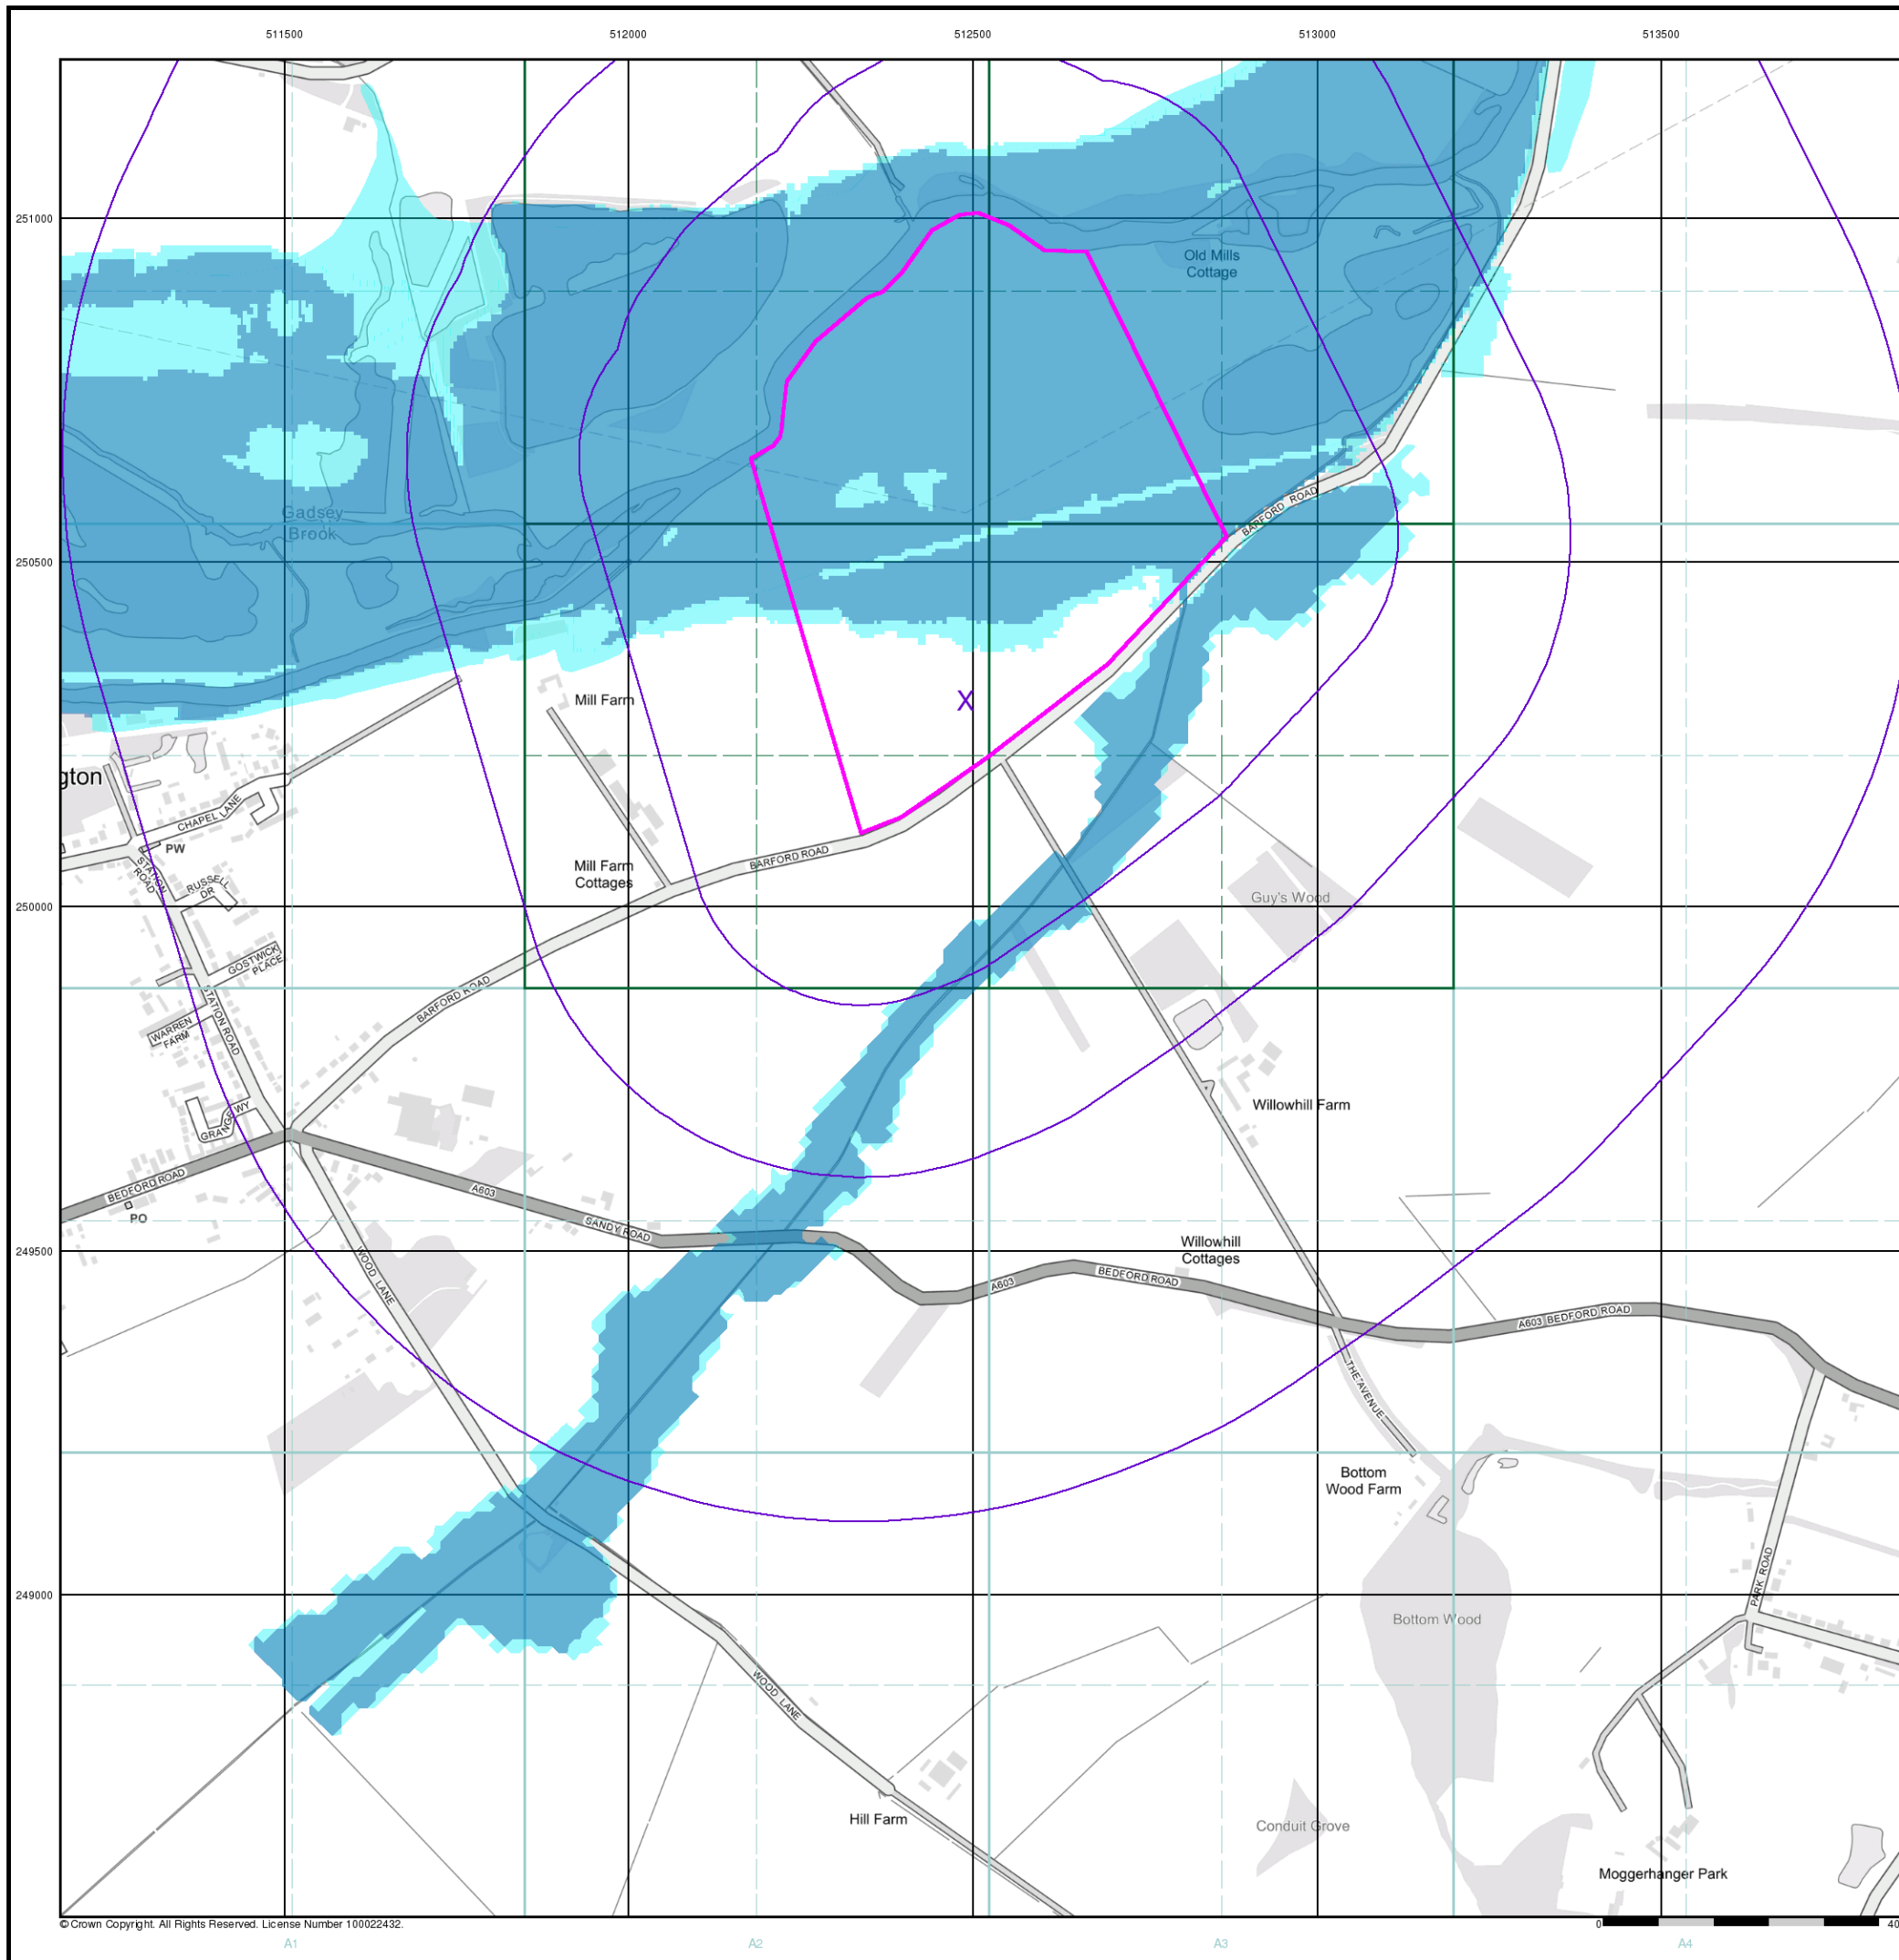 511500 512000 512500 513000 513500
251000
Old Mills
Cottage
Gadsey
Brook
BARFORD ROAD
250500
Mill Farm
X
gton
CHAPEL LANE
PW
STATION
ROAD
RUSSELL
DR
Mill Farm
Cottages
BARFORD ROAD
Guy's Wood
250000
GOSTWICK
PLACE
BARFORD ROAD
STATION ROAD
WARREN
FARM
GRANGE WY
Willowhill Farm
BEDFORD ROAD
PO
A603
SANDY ROAD
Willowhill
Cottages
249500
WOOD LANE
A603
BEDFORD ROAD
A603 BEDFORD ROAD
THE AVENUE
Bottom
Wood Farm
249000
PARK ROAD
Bottom Wood
WOOD LANE
Hill Farm
Conduit Grove
Moggerhanger Park
© Crown Copyright. All Rights Reserved. License Number 100022432.
0 40
A1 A2 A3 A4